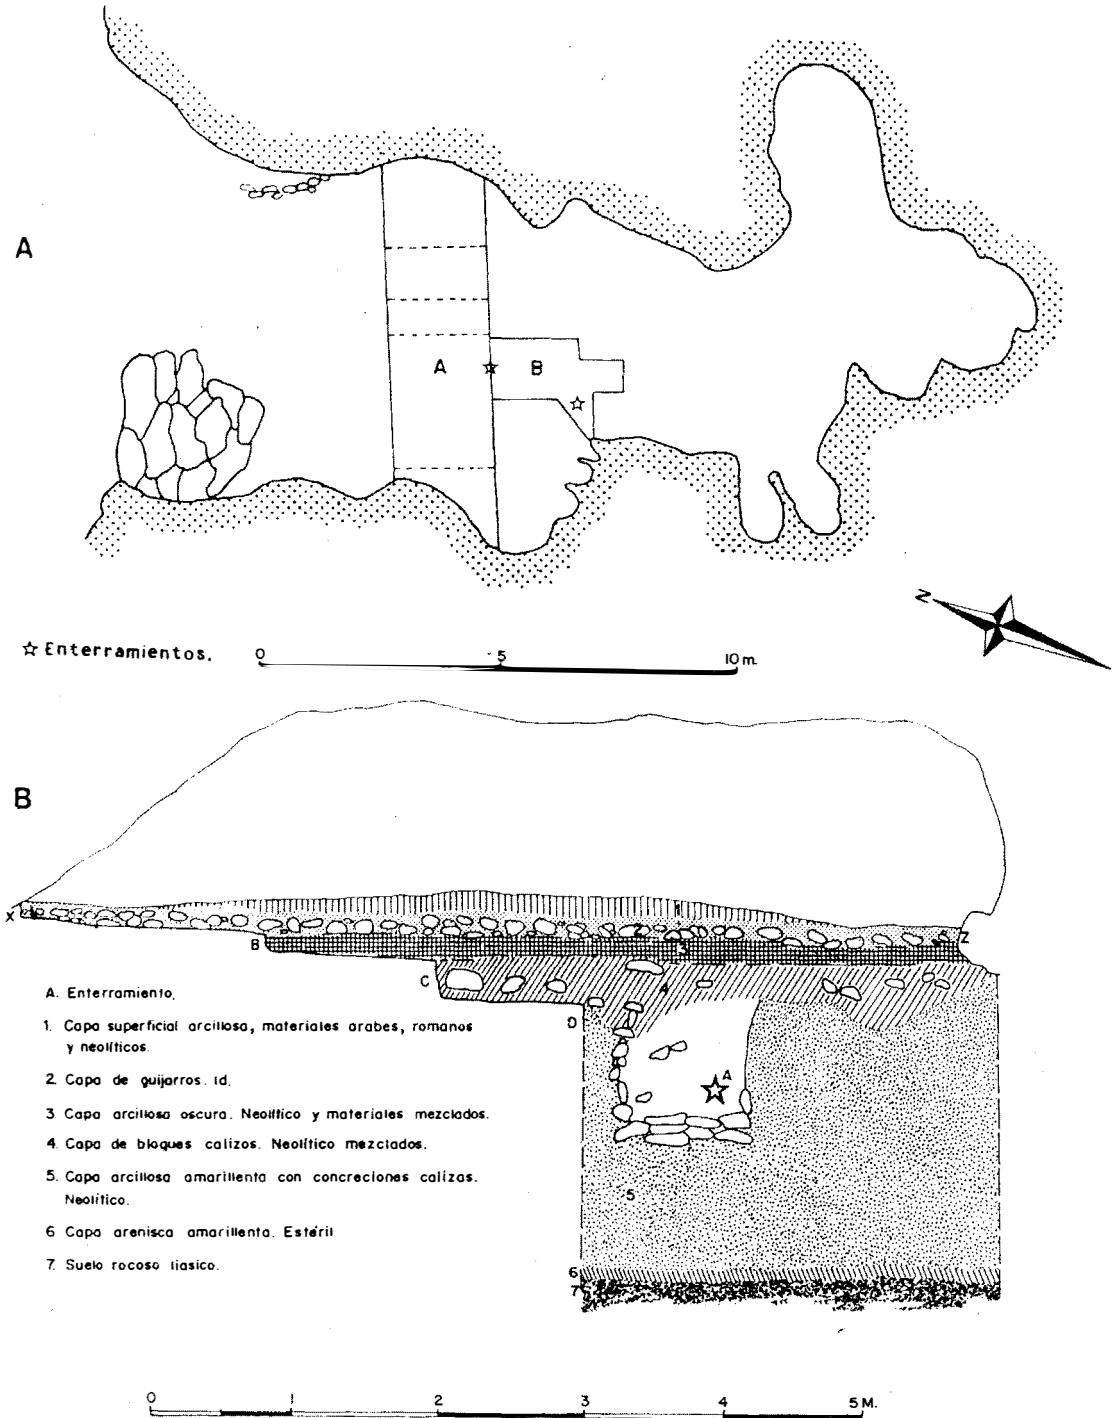 A
A
B
N
☆ Enterramientos.
0
5
10 m.
B
X
1
2
Z
B
3
C
4
D
A
5
6
7
A. Enterramiento.
1. Capa superficial arcillosa, materiales arabes, romanos
y neolíticos.
2. Capa de guijarros. Id.
3. Capa arcillosa oscura. Neolítico y materiales mezclados.
4. Capa de bloques calizos. Neolítico mezclados.
5. Capa arcillosa amarillenta con concreciones calizas.
Neolítico.
6 Capa arenisca amarillenta. Estéril
7. Suelo rocoso liasico.
0
1
2
3
4
5 M.